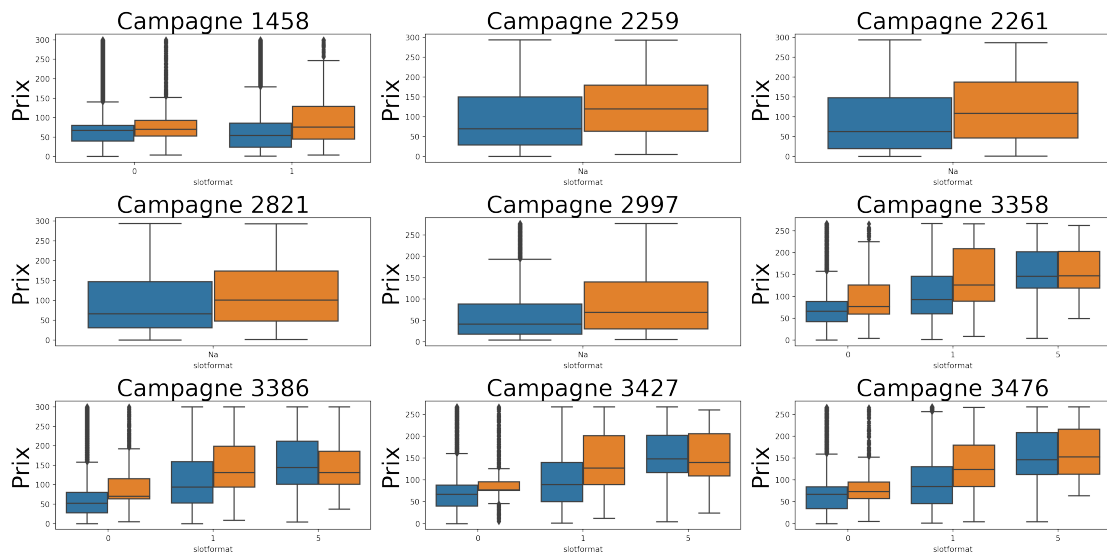 Campagne 1458
Prix
300
250
200
150
100
50
0
0
1
slotformat
Campagne 2259
Prix
300
250
200
150
100
50
0
Na
slotformat
Campagne 2261
Prix
300
250
200
150
100
50
0
Na
slotformat
Campagne 2821
Prix
300
250
200
150
100
50
0
Na
slotformat
Campagne 2997
Prix
250
200
150
100
50
0
Na
slotformat
Campagne 3358
Prix
250
200
150
100
50
0
0
1
5
slotformat
Campagne 3386
Prix
300
250
200
150
100
50
0
0
1
5
slotformat
Campagne 3427
Prix
250
200
150
100
50
0
0
1
5
slotformat
Campagne 3476
Prix
250
200
150
100
50
0
0
1
5
slotformat